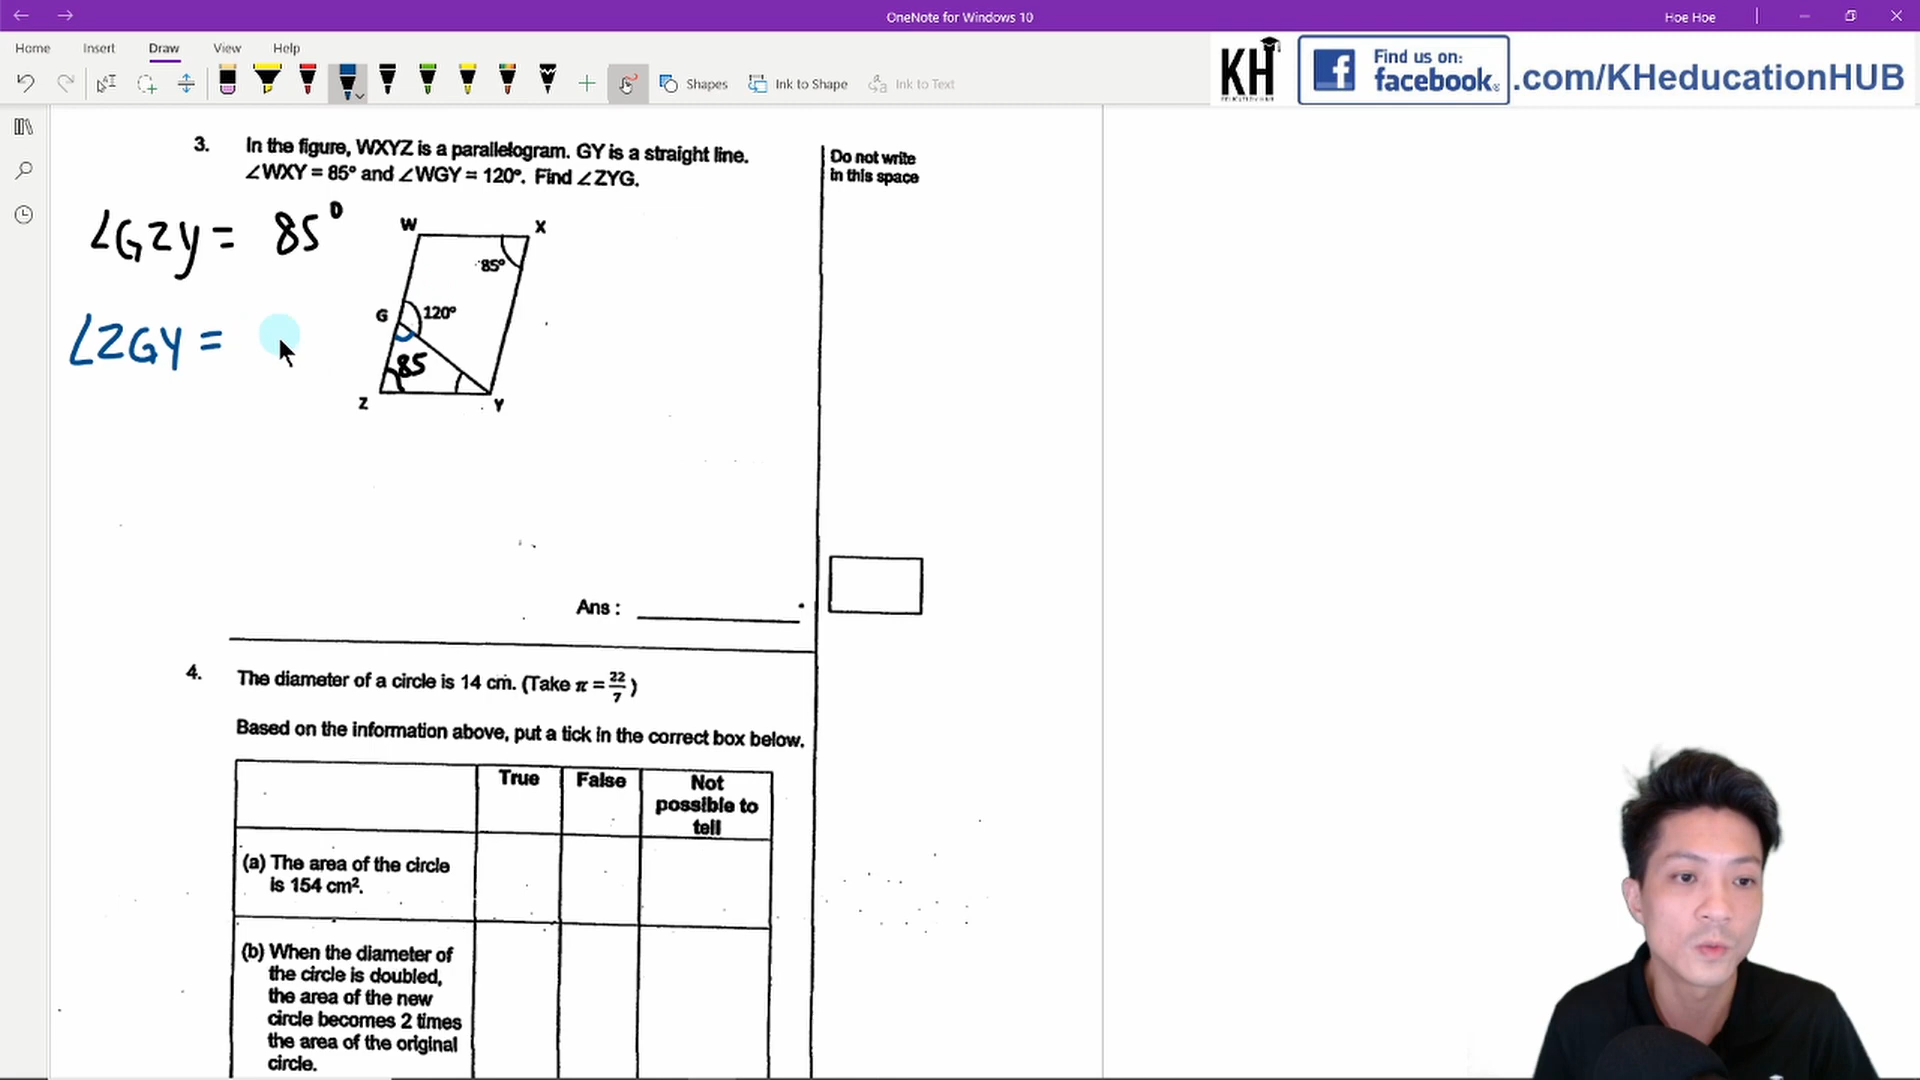 OneNote for Windows 10
Hoe Hoe
Home Insert Draw View Help
Shapes Ink to Shape Ink to Text
KH
Find us on:
facebook
.com/KHeducationHUB
3. In the figure, WXYZ is a parallelogram. GY is a straight line.
∠WXY = 85° and ∠WGY = 120°. Find ∠ZYG.
Do not write
in this space
∠GZY = 85°
∠ZGY =
W
X
85°
G
120°
85
Z
Y
Ans :
4. The diameter of a circle is 14 cm. (Take π = 22/7)
Based on the information above, put a tick in the correct box below.
True False Not
possible to
tell
(a) The area of the circle
is 154 cm².
(b) When the diameter of
the circle is doubled,
the area of the new
circle becomes 2 times
the area of the original
circle.